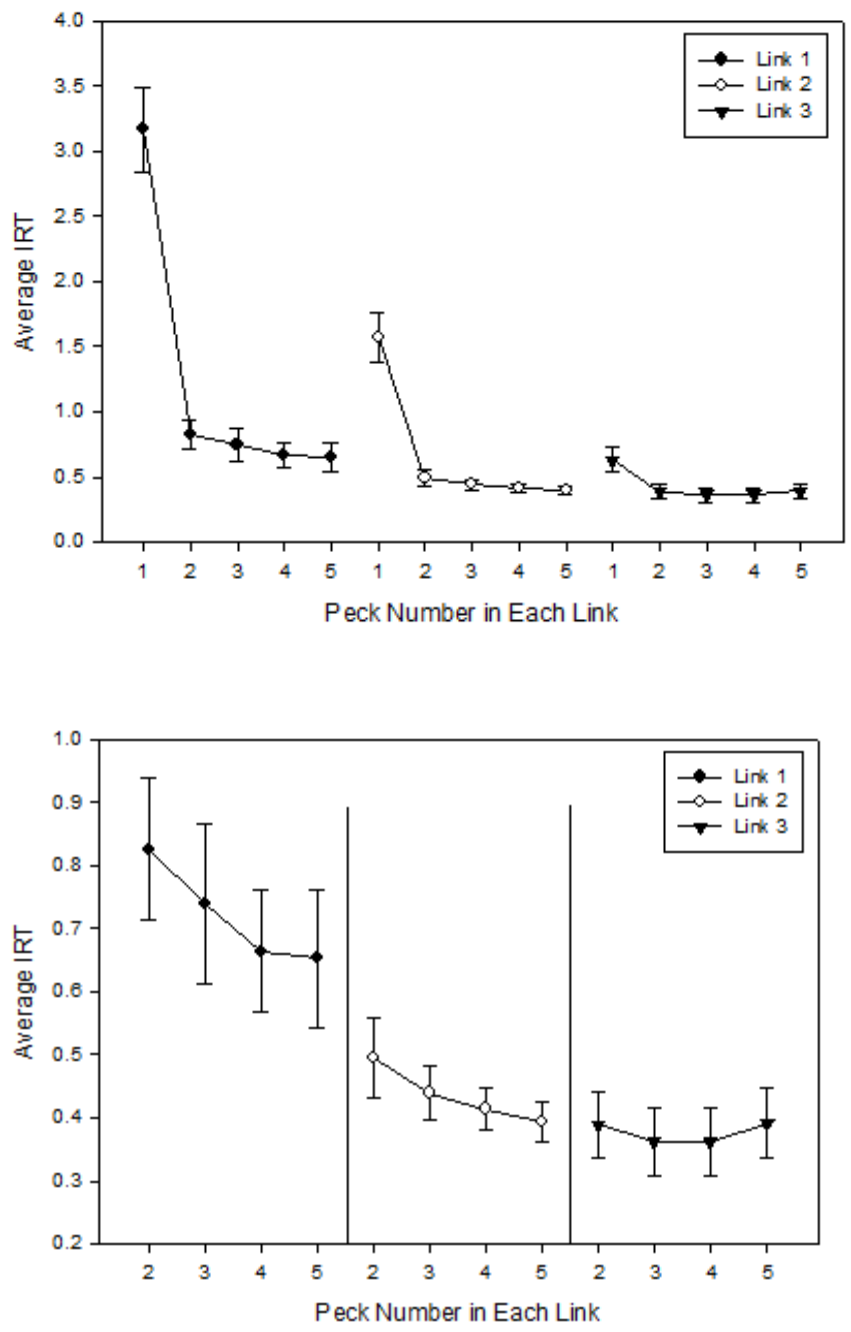 4.0
3.5
3.0
2.5
2.0
1.5
1.0
0.5
0.0
Average IRT
Link 1
Link 2
Link 3
1 2 3 4 5 1 2 3 4 5 1 2 3 4 5
Peck Number in Each Link
1.0
0.9
0.8
0.7
0.6
0.5
0.4
0.3
0.2
Average IRT
Link 1
Link 2
Link 3
2 3 4 5 2 3 4 5 2 3 4 5
Peck Number in Each Link